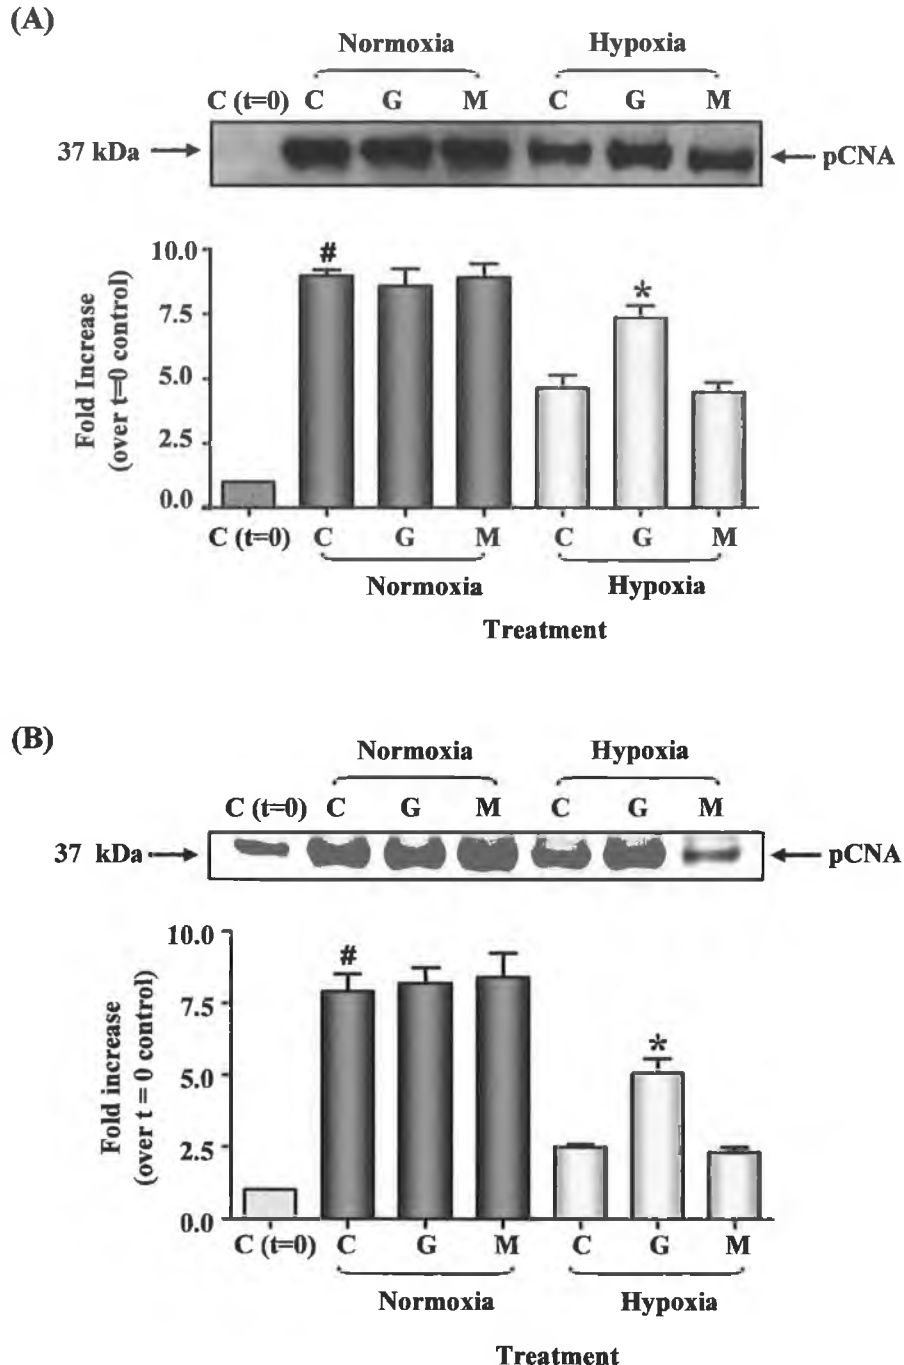 (A)
Normoxia Hypoxia
C (t=0) C G M C G M
37 kDa pCNA
Fold Increase
(over t=0 control)
10.0
7.5
5.0
2.5
0.0
#
*
C (t=0) C G M C G M
Normoxia Hypoxia
Treatment
(B)
Normoxia Hypoxia
C (t=0) C G M C G M
37 kDa pCNA
Fold increase
(over t = 0 control)
10.0
7.5
5.0
2.5
0.0
#
*
C (t=0) C G M C G M
Normoxia Hypoxia
Treatment